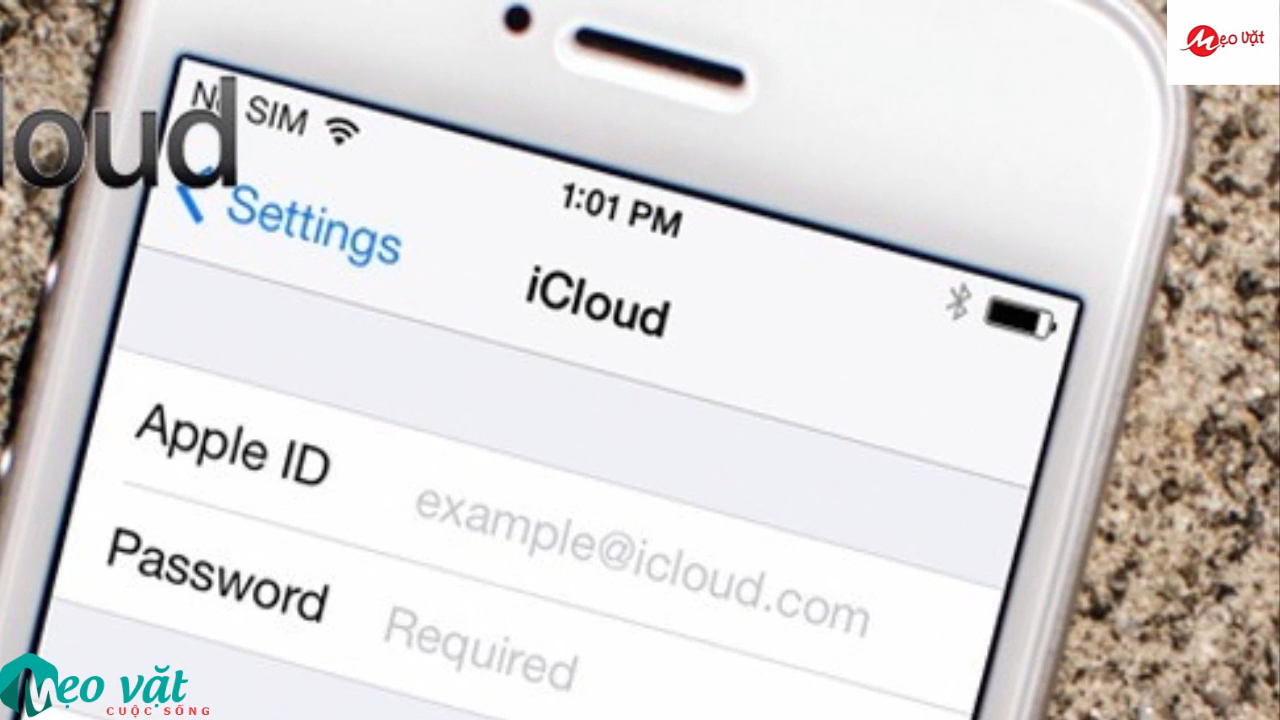 Mẹo vặt
loud
No SIM
1:01 PM
Settings
iCloud
Apple ID
example@icloud.com
Password
Required
Mẹo vặt
CUỘC SỐNG